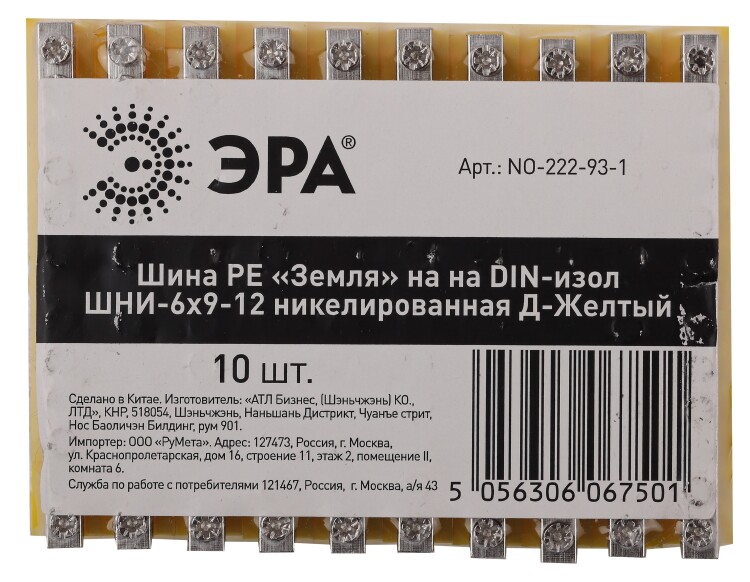 ЭРА®
Арт.: NO-222-93-1
Шина PE «Земля» на на DIN-изол
ШНИ-6x9-12 никелированная Д-Желтый
10 шт.
Сделано в Китае. Изготовитель: «АТЛ Бизнес, (Шэньчжэнь) КО.,
ЛТД», КНР, 518054, Шэньчжэнь, Наньшань Дистрикт, Чуанъе стрит,
Нос Баоличэн Билдинг, рум 901.
Импортер: ООО «РуМета». Адрес: 127473, Россия, г. Москва,
ул. Краснопролетарская, дом 16, строение 11, этаж 2, помещение II,
комната 6.
Служба по работе с потребителями 121467, Россия, г. Москва, а/я 43
5 056306 067501